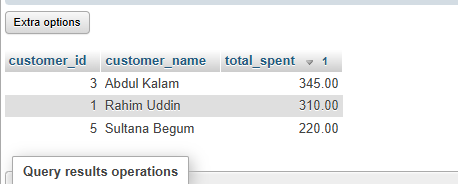 Extra options
customer_id customer_name total_spent 1
3 Abdul Kalam 345.00
1 Rahim Uddin 310.00
5 Sultana Begum 220.00
Query results operations